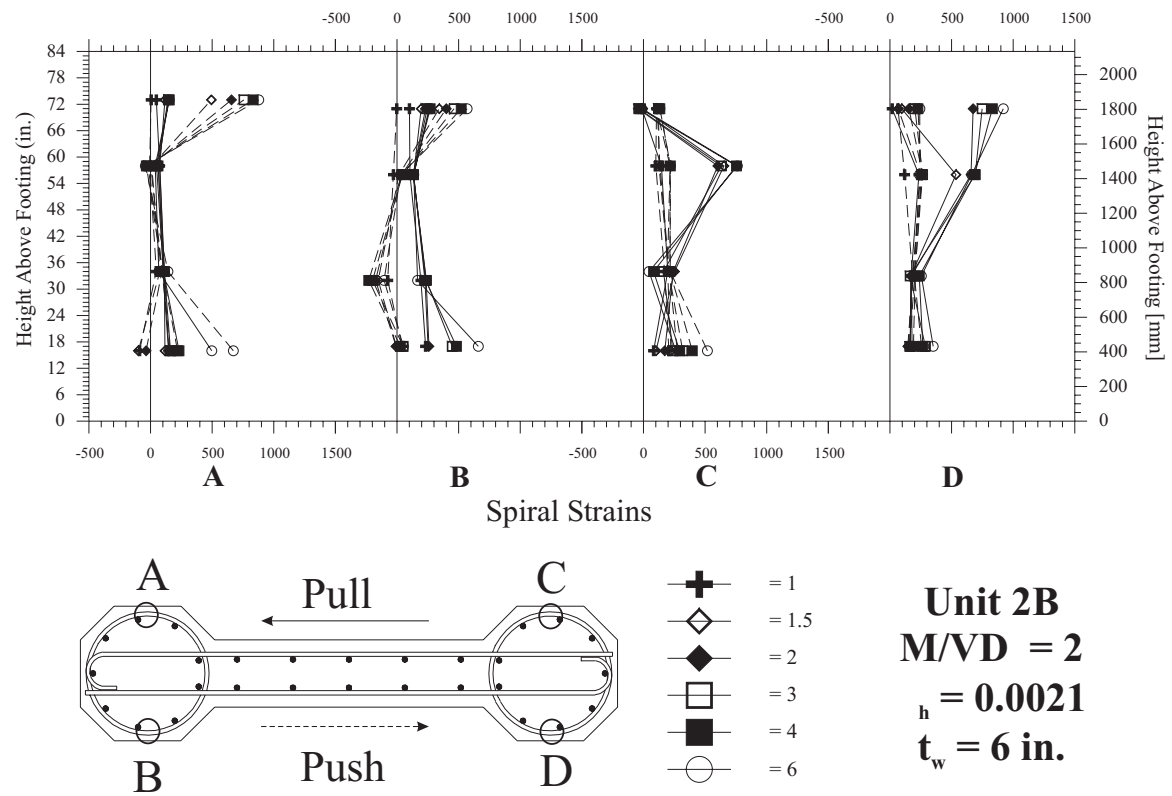 -500 0 500 1000 -500 0 500 1000 1500
84
78
72
66
60
54
48
42
36
30
24
18
12
6
0
Height Above Footing (in.)
2000
1800
1600
1400
1200
1000
800
600
400
200
0
Height Above Footing [mm]
-500 0 500 1000 1500 -500 0 500 1000 1500
A B C D
Spiral Strains
A
C
Pull
B
Push
D
= 1
= 1.5
= 2
= 3
= 4
= 6
Unit 2B
M/VD = 2
h = 0.0021
tw = 6 in.